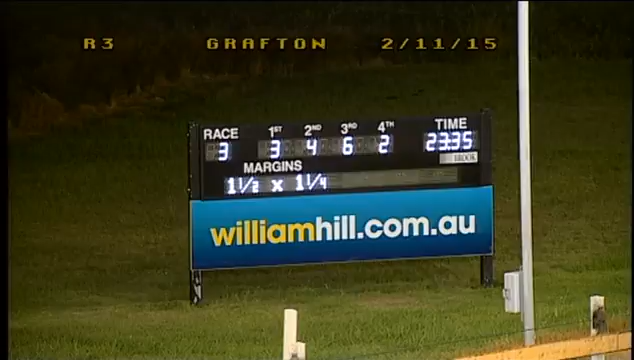 R3 GRAFTON 2/11/15
RACE 1ST 2ND 3RD 4TH TIME
3 3 4 6 2 23.35
MARGINS
1 1/2 x 1 1/4
williamhill.com.au